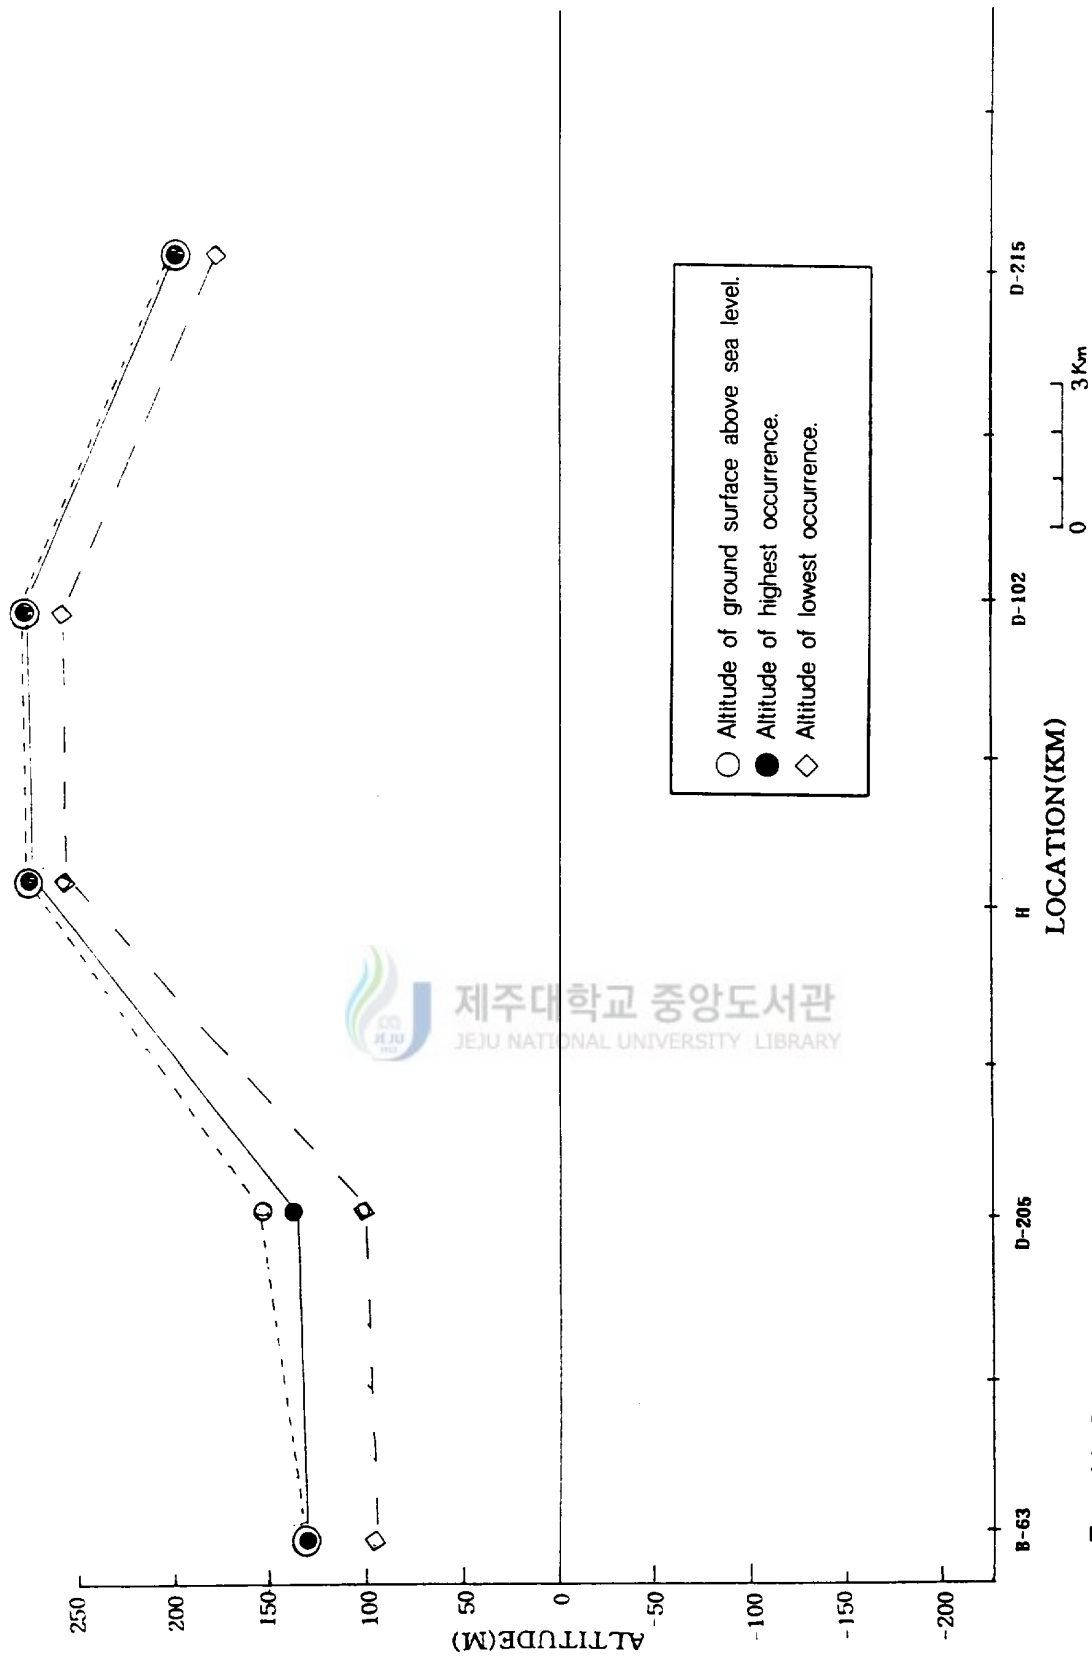 ALTITUDE(M)
250
200
150
100
50
0
-50
-100
-150
-200
Altitude of ground surface above sea level.
Altitude of highest occurrence.
Altitude of lowest occurrence.
제주대학교 중앙도서관
JEJU NATIONAL UNIVERSITY LIBRARY
JEJU
1952
B-63
D-205
H
D-102
D-215
LOCATION(KM)
0
3Km